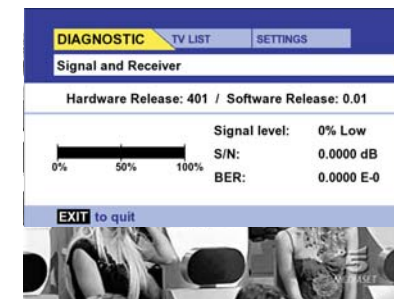 DIAGNOSTIC TV LIST SETTINGS
Signal and Receiver
Hardware Release: 401 / Software Release: 0.01
Signal level: 0% Low
S/N: 0.0000 dB
0% 50% 100%
BER: 0.0000 E-0
EXIT to quit
MEDIASET